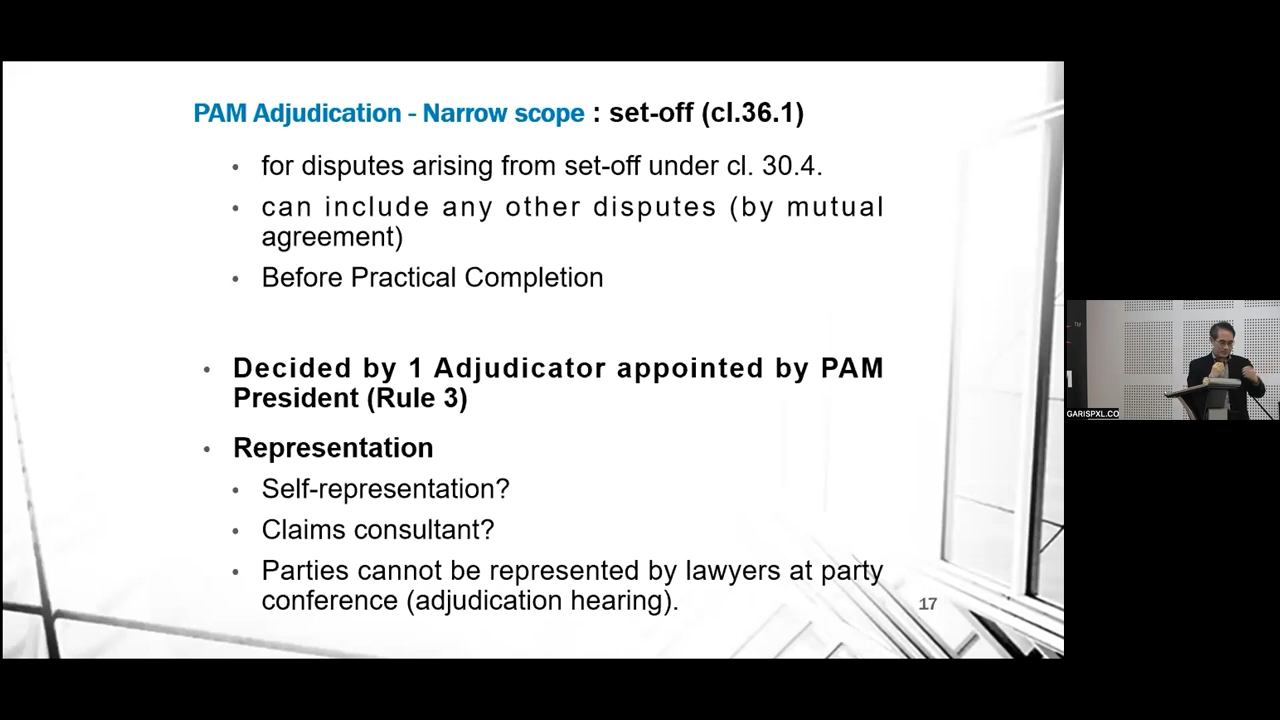 PAM Adjudication - Narrow scope : set-off (cl.36.1)
• for disputes arising from set-off under cl. 30.4.
• can include any other disputes (by mutual
agreement)
• Before Practical Completion
• Decided by 1 Adjudicator appointed by PAM
President (Rule 3)
• Representation
• Self-representation?
• Claims consultant?
• Parties cannot be represented by lawyers at party
conference (adjudication hearing).
17
TM
GARISPXL.CO